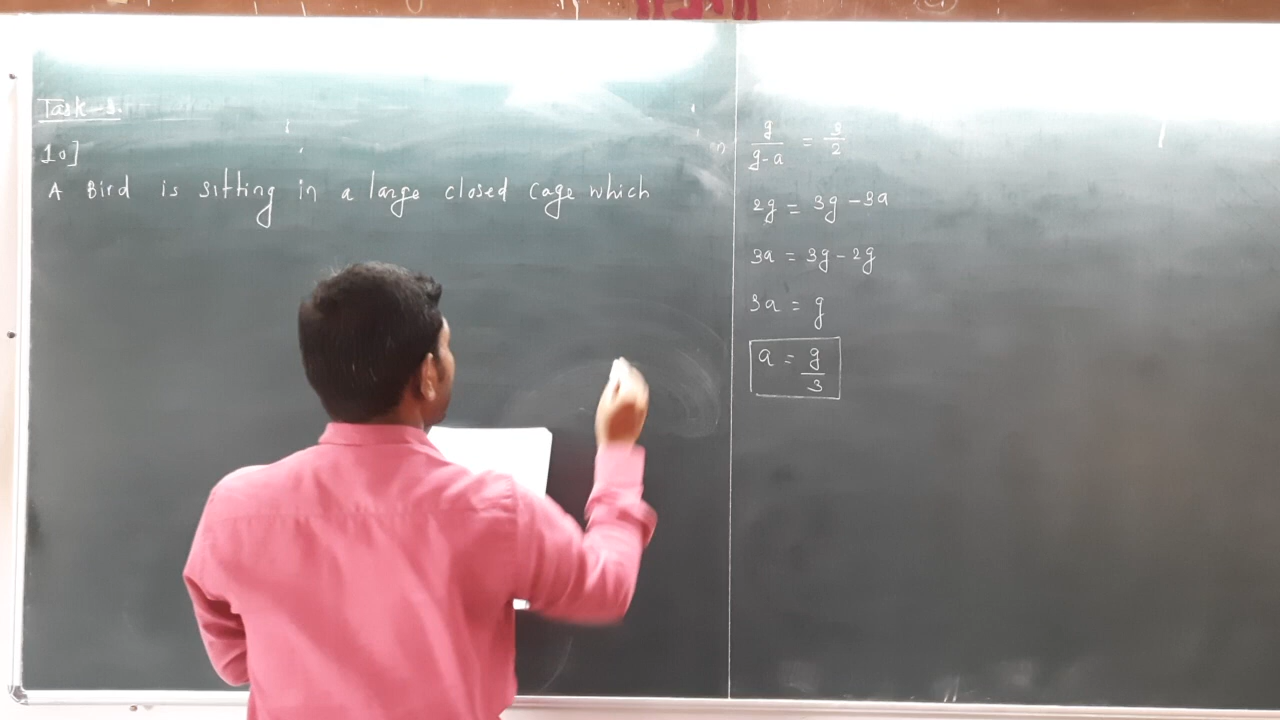 Task-3.
10]
A Bird is sitting in a large closed cage which
g/g-a = 3/2
2g = 3g - 3a
3a = 3g - 2g
3a = g
a = g/3